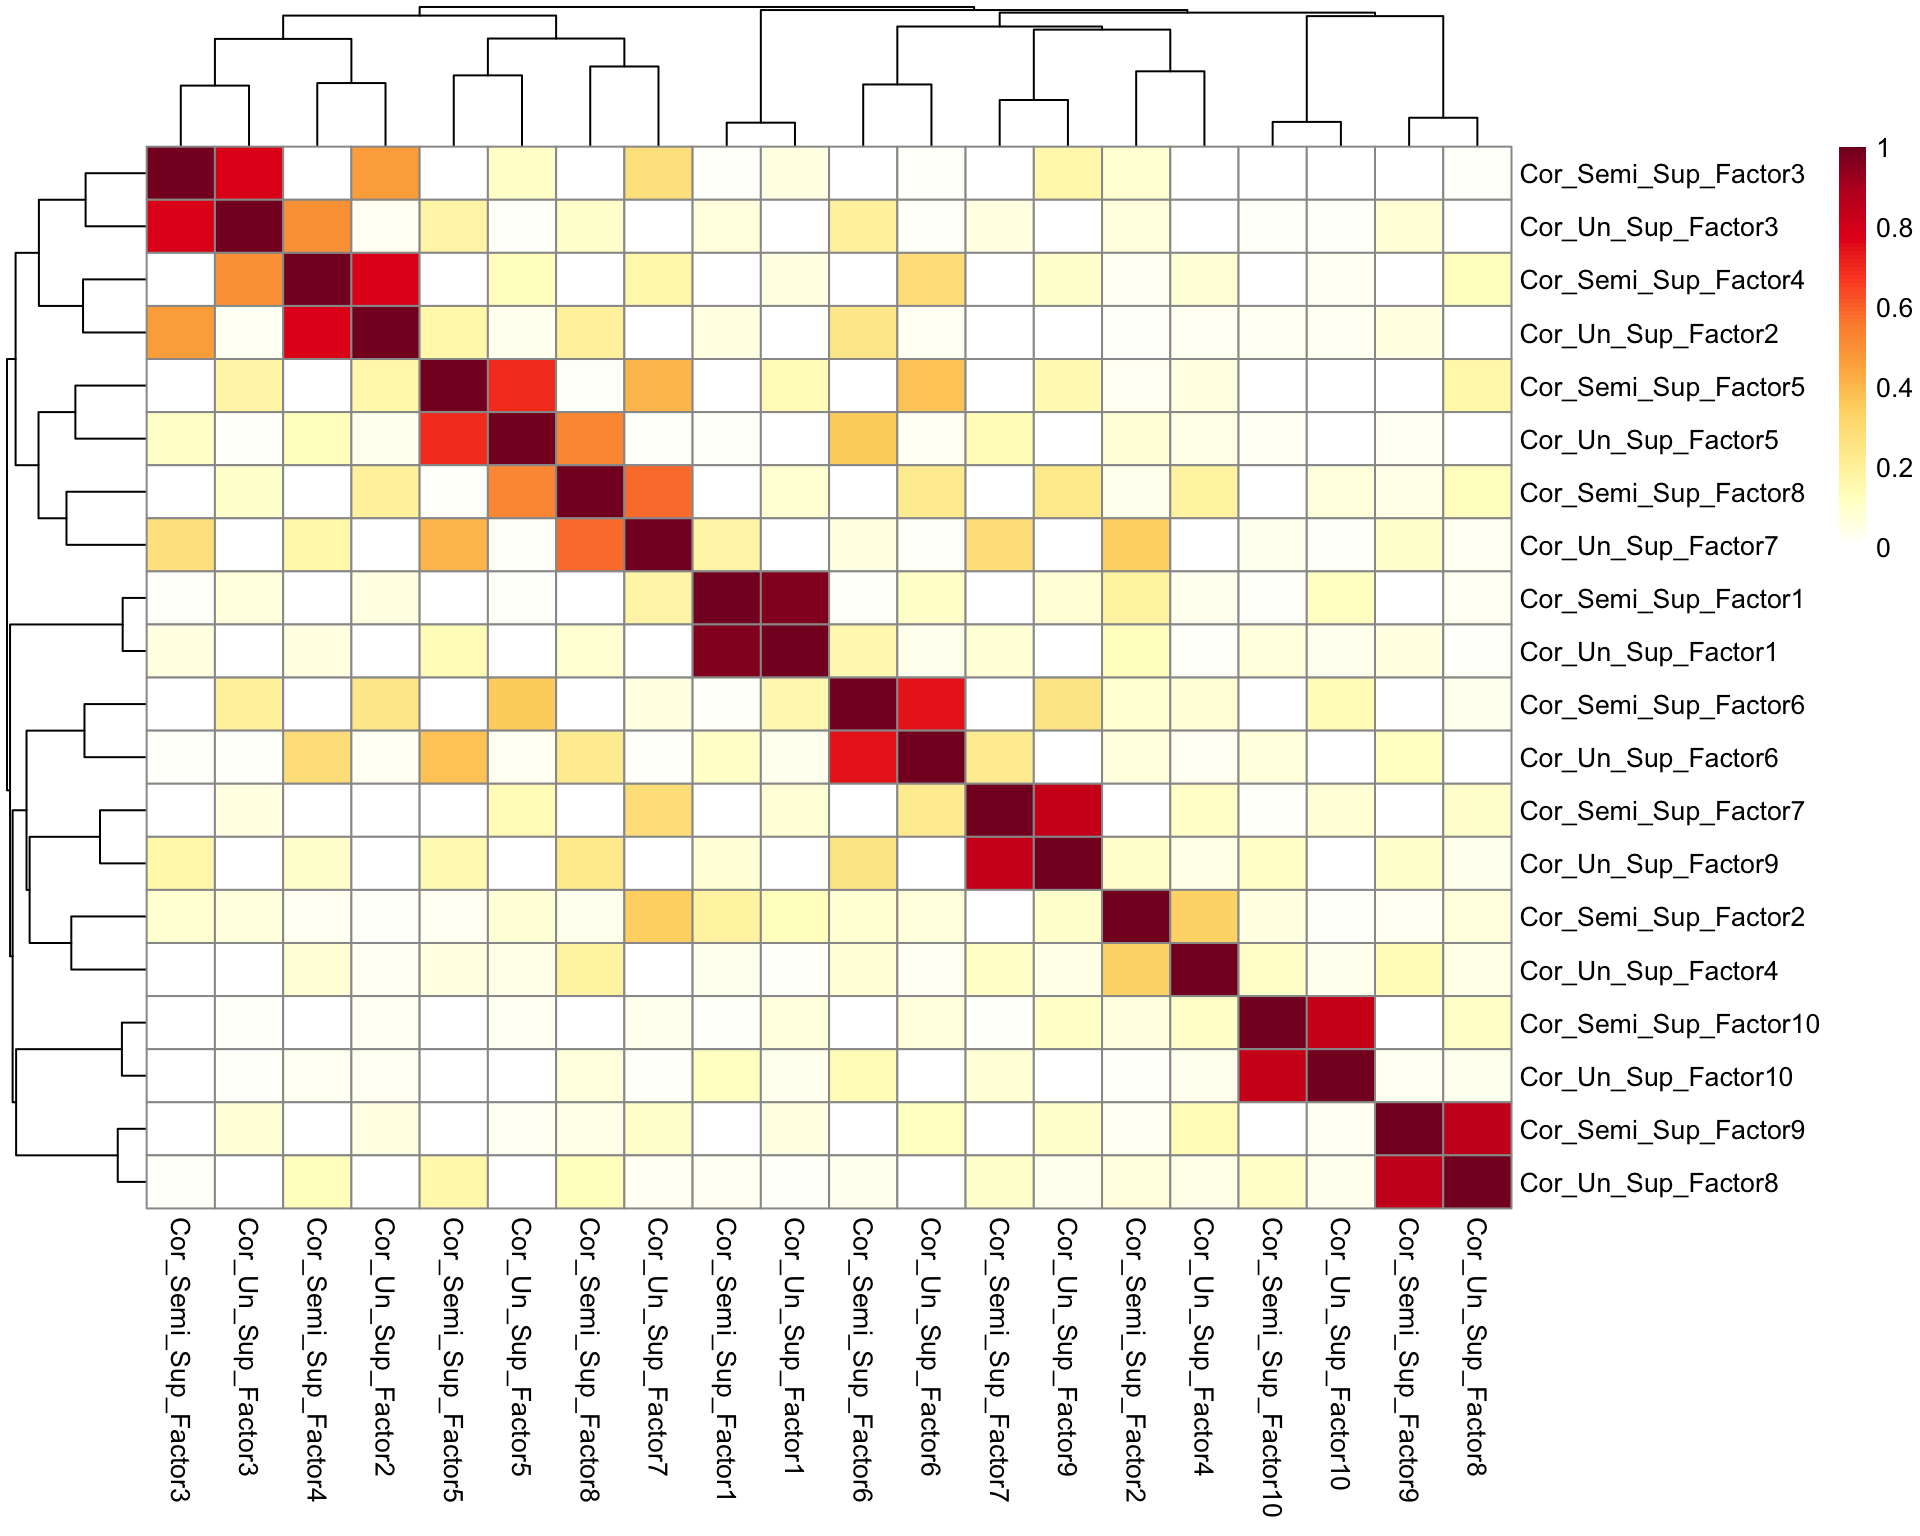 1
0.8
0.6
0.4
0.2
0
Cor_Semi_Sup_Factor3
Cor_Un_Sup_Factor3
Cor_Semi_Sup_Factor4
Cor_Un_Sup_Factor2
Cor_Semi_Sup_Factor5
Cor_Un_Sup_Factor5
Cor_Semi_Sup_Factor8
Cor_Un_Sup_Factor7
Cor_Semi_Sup_Factor1
Cor_Un_Sup_Factor1
Cor_Semi_Sup_Factor6
Cor_Un_Sup_Factor6
Cor_Semi_Sup_Factor7
Cor_Un_Sup_Factor9
Cor_Semi_Sup_Factor2
Cor_Un_Sup_Factor4
Cor_Semi_Sup_Factor10
Cor_Un_Sup_Factor10
Cor_Semi_Sup_Factor9
Cor_Un_Sup_Factor8
Cor_Semi_Sup_Factor3
Cor_Un_Sup_Factor3
Cor_Semi_Sup_Factor4
Cor_Un_Sup_Factor2
Cor_Semi_Sup_Factor5
Cor_Un_Sup_Factor5
Cor_Semi_Sup_Factor8
Cor_Un_Sup_Factor7
Cor_Semi_Sup_Factor1
Cor_Un_Sup_Factor1
Cor_Semi_Sup_Factor6
Cor_Un_Sup_Factor6
Cor_Semi_Sup_Factor7
Cor_Un_Sup_Factor9
Cor_Semi_Sup_Factor2
Cor_Un_Sup_Factor4
Cor_Semi_Sup_Factor10
Cor_Un_Sup_Factor10
Cor_Semi_Sup_Factor9
Cor_Un_Sup_Factor8